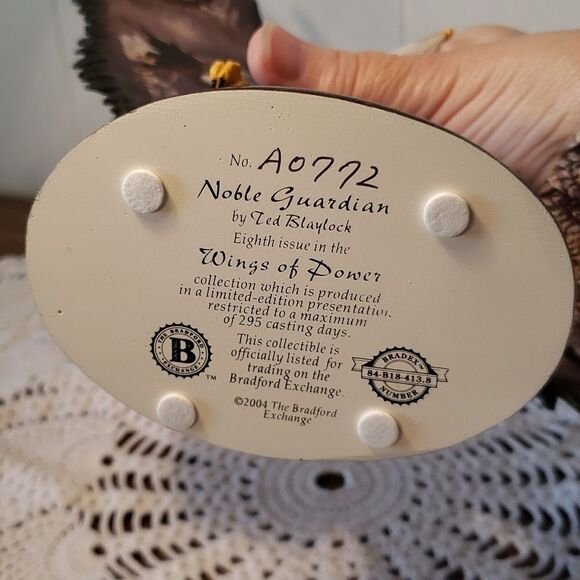 No. A0772
Noble Guardian
by Ted Blaylock
Eighth issue in the
Wings of Power
collection which is produced
in a limited-edition presentation
restricted to a maximum
of 295 casting days.
This collectible is
officially listed for
trading on the
Bradford Exchange.
©2004 The Bradford
Exchange
THE BRADFORD
B
EXCHANGE
TM
BRADEX
84-B18-413.8
NUMBER